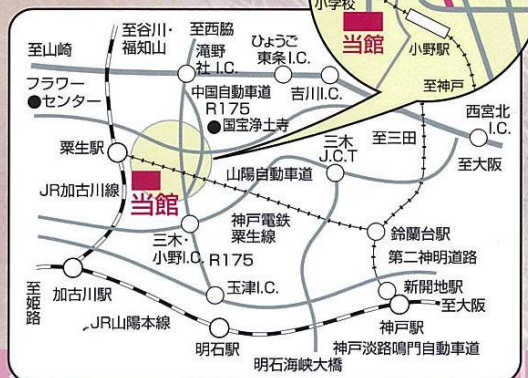 小学校
当館
小野駅
至神戸
至谷川・
福知山
至西脇
至山崎
滝野
社 I.C.
ひょうご
東条 I.C.
吉川I.C.
フラワー
●センター
中国自動車道
R175
●国宝浄土寺
西宮北
I.C.
粟生駅
至三田
三木
J.C.T
至大阪
山陽自動車道
JR加古川線
当館
神戸電鉄
粟生線
三木・
小野I.C.
R175
鈴蘭台駅
第二神明道路
至姫路
加古川駅
玉津I.C.
新開地駅
至大阪
JR山陽本線
神戸駅
明石駅
神戸淡路鳴門自動車道
明石海峡大橋